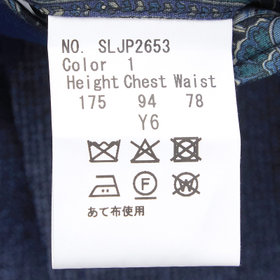 NO. SLJP2653
Color 1
Height Chest Waist
175 94 78
Y6
F W
あて布使用